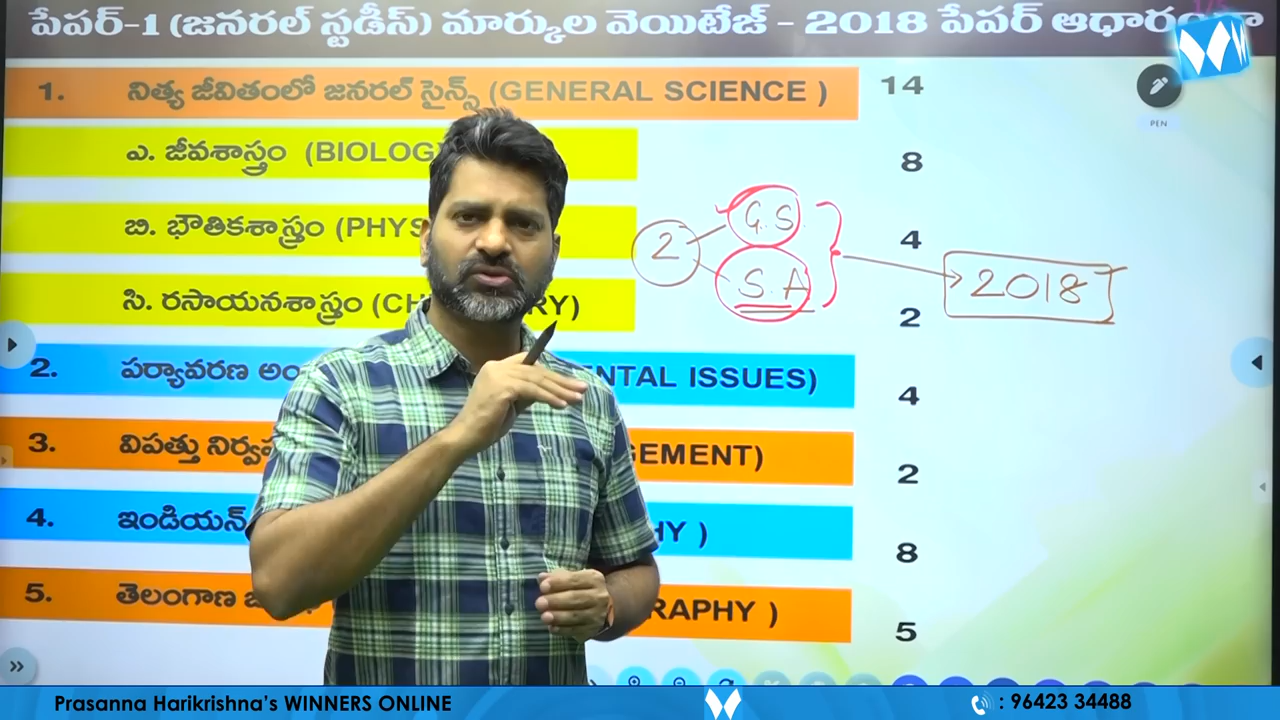 పేపర్-1 (జనరల్ స్టడీస్) మార్కుల వెయిటేజ్ - 2018 పేపర్
1. నిత్య జీవితంలో జనరల్ సైన్స్ (GENERAL SCIENCE ) 14
PEN
ఎ. జీవశాస్త్రం (BIOLOG 8
బి. భౌతికశాస్త్రం (PHYS 4
2 G.S.
S.A
2018
సి. రసాయనశాస్త్రం (CH RY) 2
2. పర్యావరణ అం NTAL ISSUES) 4
3. విపత్తు నిర్వహ GEMENT) 2
4. ఇండియన్ HY ) 8
5. తెలంగాణ RAPHY ) 5
Prasanna Harikrishna's WINNERS ONLINE : 96423 34488